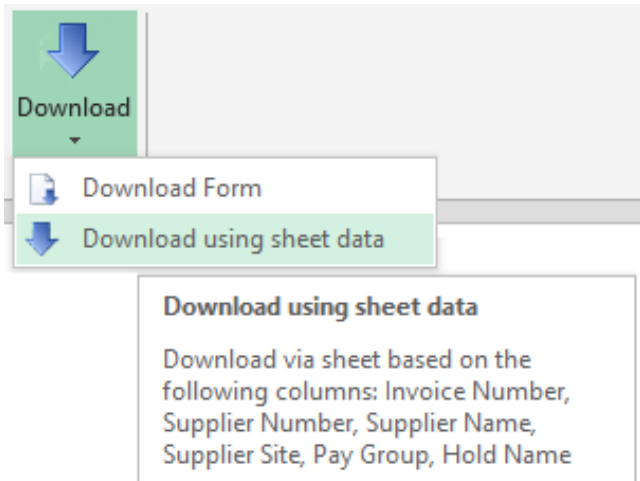 Download
Download Form
Download using sheet data
Download using sheet data
Download via sheet based on the
following columns: Invoice Number,
Supplier Number, Supplier Name,
Supplier Site, Pay Group, Hold Name